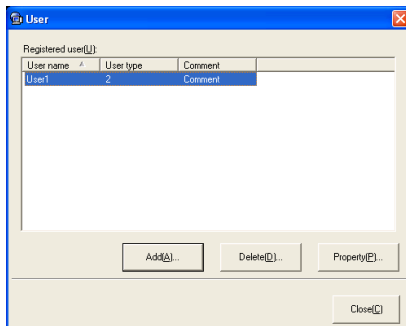 User
Registered user(U):
User name User type Comment
User1 2 Comment
Add(A)... Delete(D)... Property(P)...
Close(C)